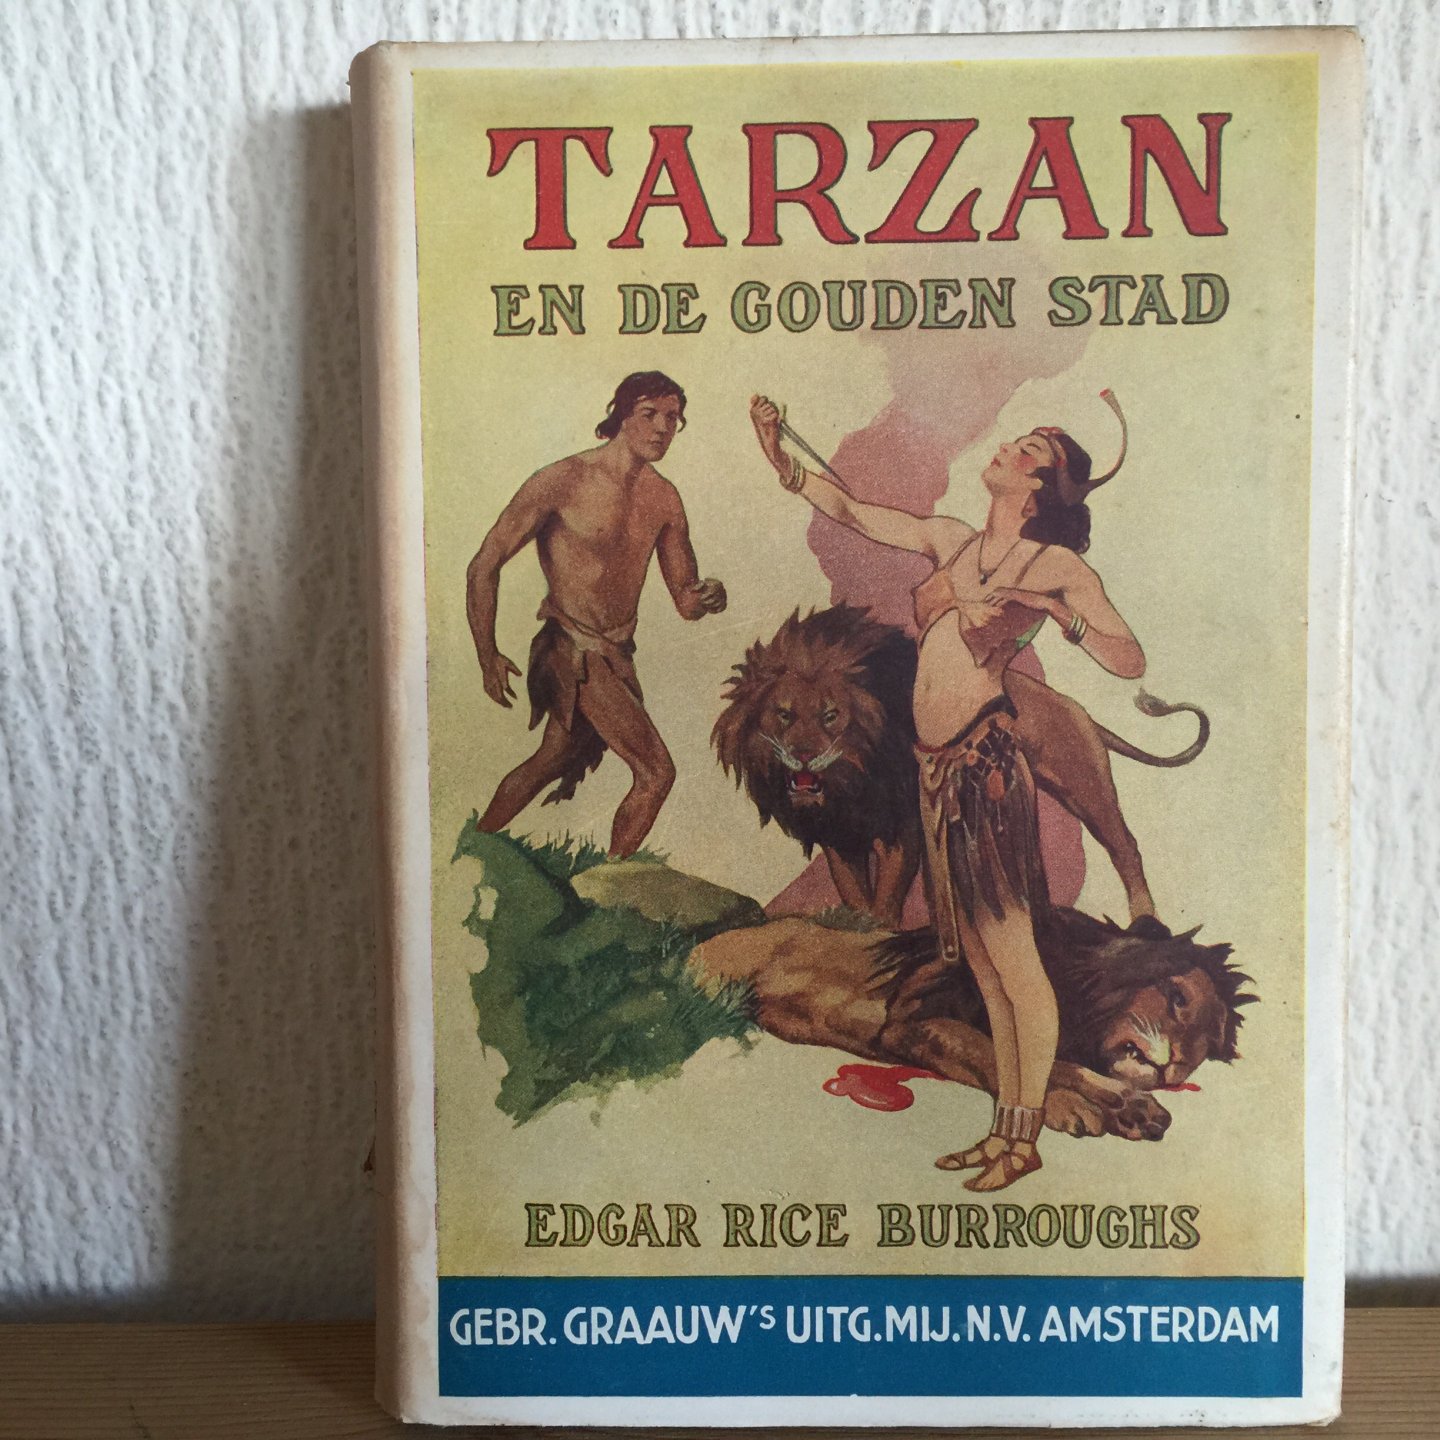 TARZAN
EN DE GOUDEN STAD
EDGAR RICE BURROUGHS
GEBR. GRAAUW'S UITG.MIJ.N.V. AMSTERDAM